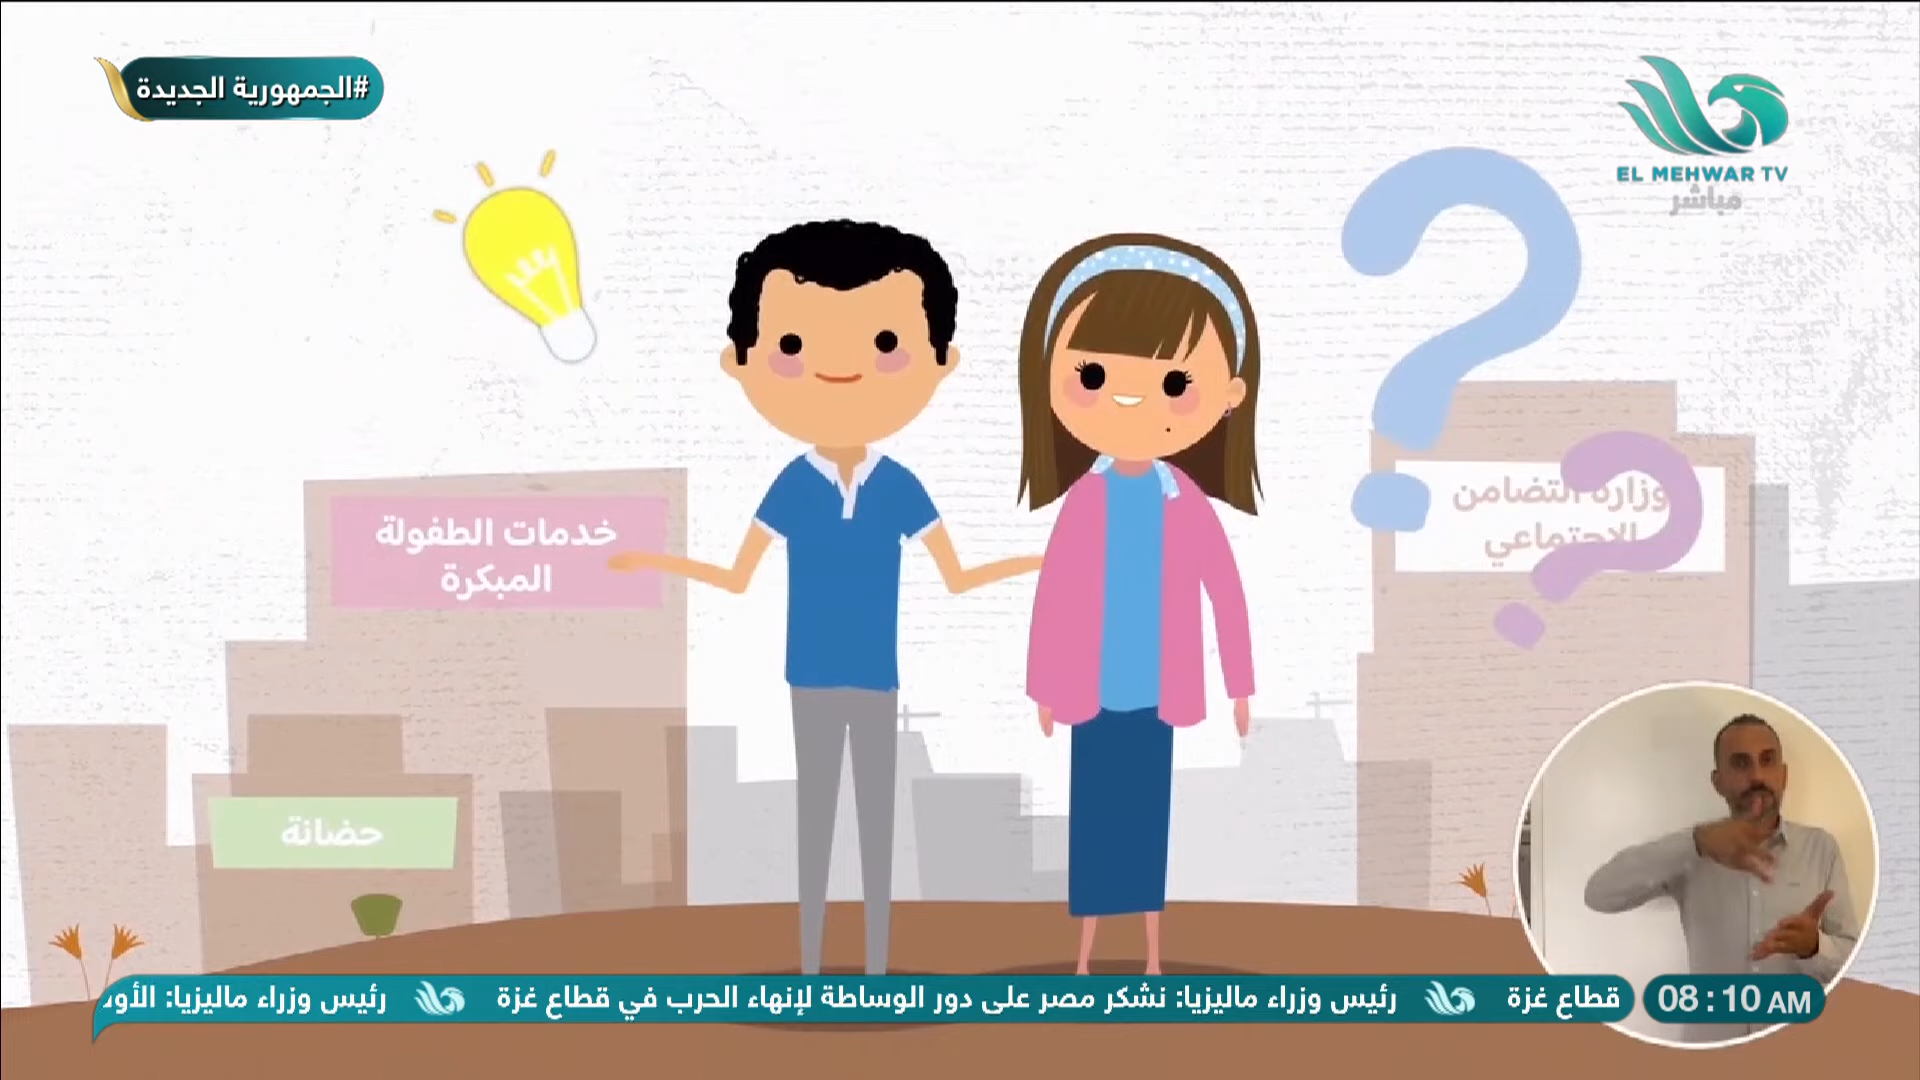 #الجمهورية الجديدة
EL MEHWAR TV
مباشر
وزارة التضامن
الاجتماعي
خدمات الطفولة
المبكرة
حضانة
قطاع غزة
رئيس وزراء ماليزيا: نشكر مصر على دور الوساطة لإنهاء الحرب في قطاع غزة
رئيس وزراء ماليزيا:
08:10 AM